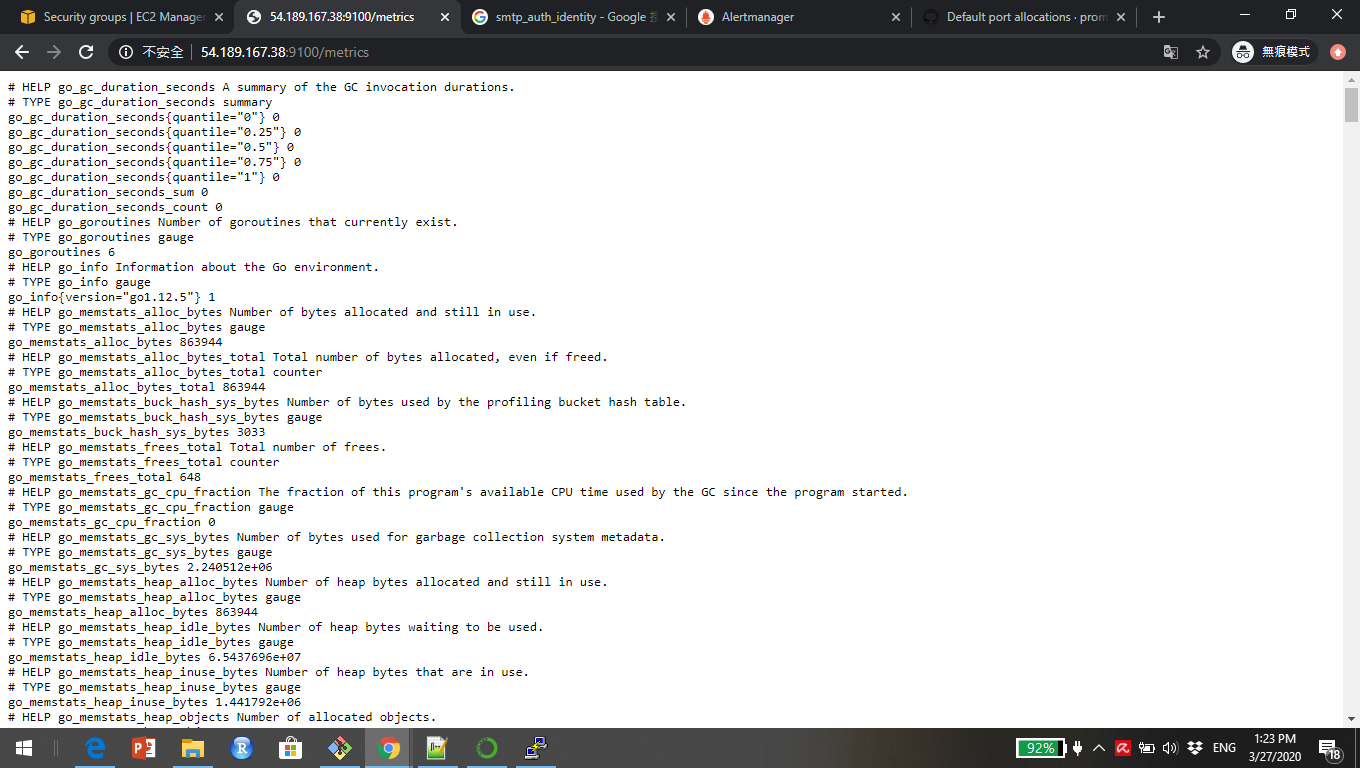 Security groups | EC2 Manager
54.189.167.38:9100/metrics
smtp_auth_identity - Google
Alertmanager
Default port allocations · prom
不安全
54.189.167.38:9100/metrics
無痕模式
# HELP go_gc_duration_seconds A summary of the GC invocation durations.
# TYPE go_gc_duration_seconds summary
go_gc_duration_seconds{quantile="0"} 0
go_gc_duration_seconds{quantile="0.25"} 0
go_gc_duration_seconds{quantile="0.5"} 0
go_gc_duration_seconds{quantile="0.75"} 0
go_gc_duration_seconds{quantile="1"} 0
go_gc_duration_seconds_sum 0
go_gc_duration_seconds_count 0
# HELP go_goroutines Number of goroutines that currently exist.
# TYPE go_goroutines gauge
go_goroutines 6
# HELP go_info Information about the Go environment.
# TYPE go_info gauge
go_info{version="go1.12.5"} 1
# HELP go_memstats_alloc_bytes Number of bytes allocated and still in use.
# TYPE go_memstats_alloc_bytes gauge
go_memstats_alloc_bytes 863944
# HELP go_memstats_alloc_bytes_total Total number of bytes allocated, even if freed.
# TYPE go_memstats_alloc_bytes_total counter
go_memstats_alloc_bytes_total 863944
# HELP go_memstats_buck_hash_sys_bytes Number of bytes used by the profiling bucket hash table.
# TYPE go_memstats_buck_hash_sys_bytes gauge
go_memstats_buck_hash_sys_bytes 3033
# HELP go_memstats_frees_total Total number of frees.
# TYPE go_memstats_frees_total counter
go_memstats_frees_total 648
# HELP go_memstats_gc_cpu_fraction The fraction of this program's available CPU time used by the GC since the program started.
# TYPE go_memstats_gc_cpu_fraction gauge
go_memstats_gc_cpu_fraction 0
# HELP go_memstats_gc_sys_bytes Number of bytes used for garbage collection system metadata.
# TYPE go_memstats_gc_sys_bytes gauge
go_memstats_gc_sys_bytes 2.240512e+06
# HELP go_memstats_heap_alloc_bytes Number of heap bytes allocated and still in use.
# TYPE go_memstats_heap_alloc_bytes gauge
go_memstats_heap_alloc_bytes 863944
# HELP go_memstats_heap_idle_bytes Number of heap bytes waiting to be used.
# TYPE go_memstats_heap_idle_bytes gauge
go_memstats_heap_idle_bytes 6.5437696e+07
# HELP go_memstats_heap_inuse_bytes Number of heap bytes that are in use.
# TYPE go_memstats_heap_inuse_bytes gauge
go_memstats_heap_inuse_bytes 1.441792e+06
# HELP go_memstats_heap_objects Number of allocated objects.
92%
ENG
1:23 PM
3/27/2020
18